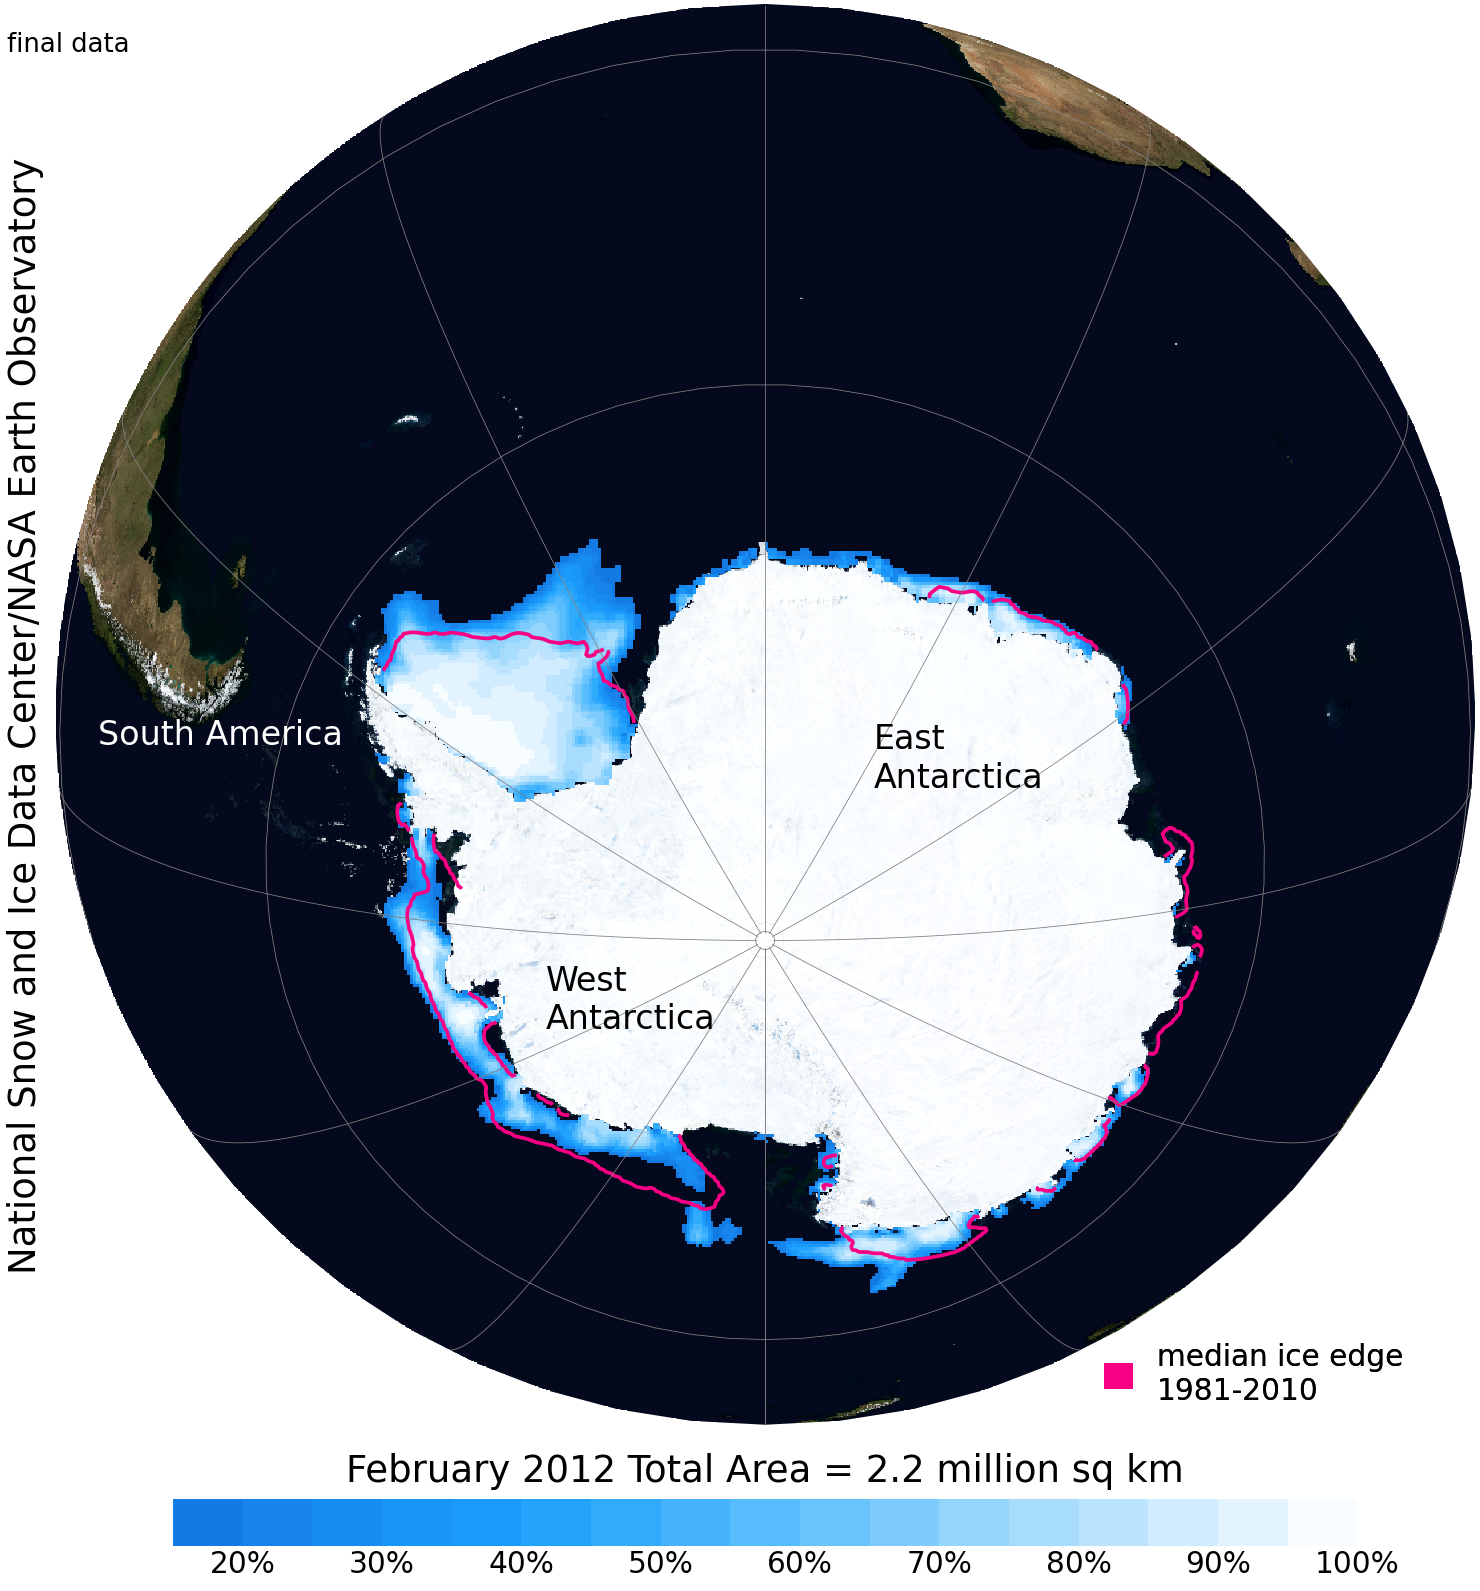 final data
National Snow and Ice Data Center/NASA Earth Observatory
South America
East
Antarctica
West
Antarctica
median ice edge
1981-2010
February 2012 Total Area = 2.2 million sq km
20% 30% 40% 50% 60% 70% 80% 90% 100%